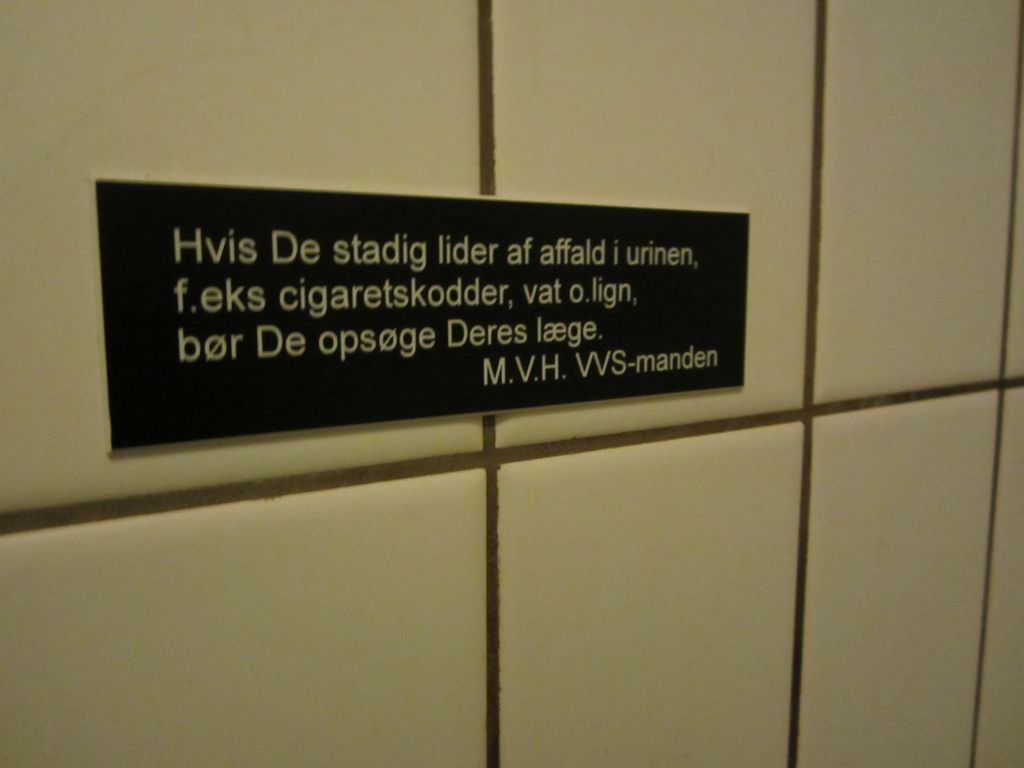 Hvis De stadig lider af affald i urinen,
f.eks cigaretskodder, vat o.lign,
bør De opsøge Deres læge.
M.V.H. VVS-manden